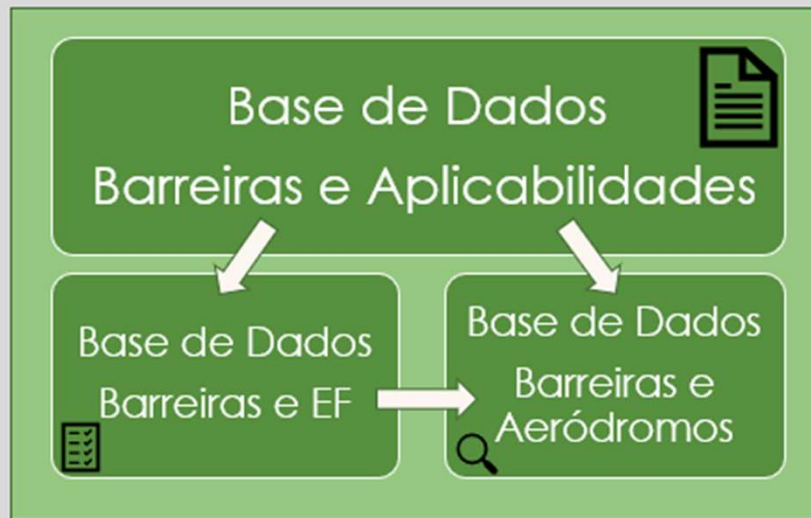 Base de Dados
Barreiras e Aplicabilidades
Base de Dados
Barreiras e EF
Base de Dados
Barreiras e
Aeródromos